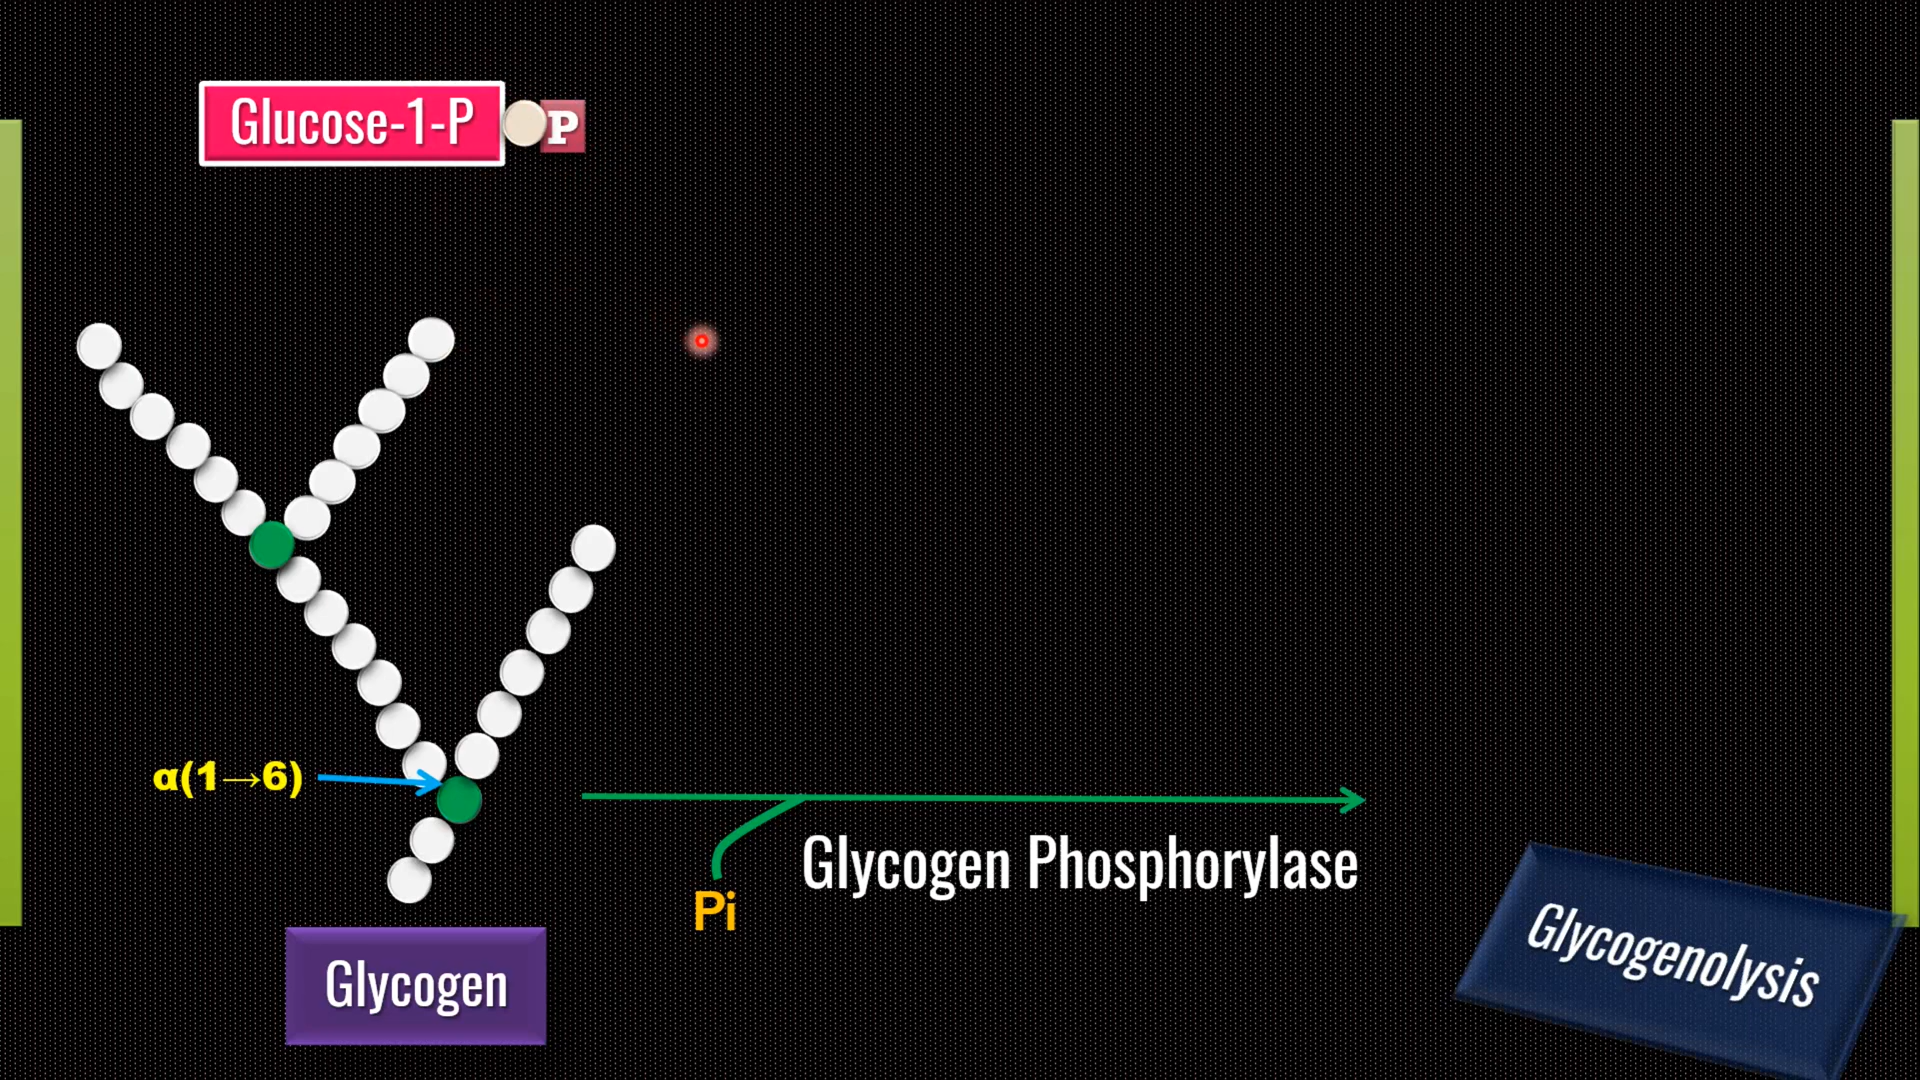 Glucose-1-P
P
α(1→6)
Glycogen Phosphorylase
Pi
Glycogen
Glycogenolysis